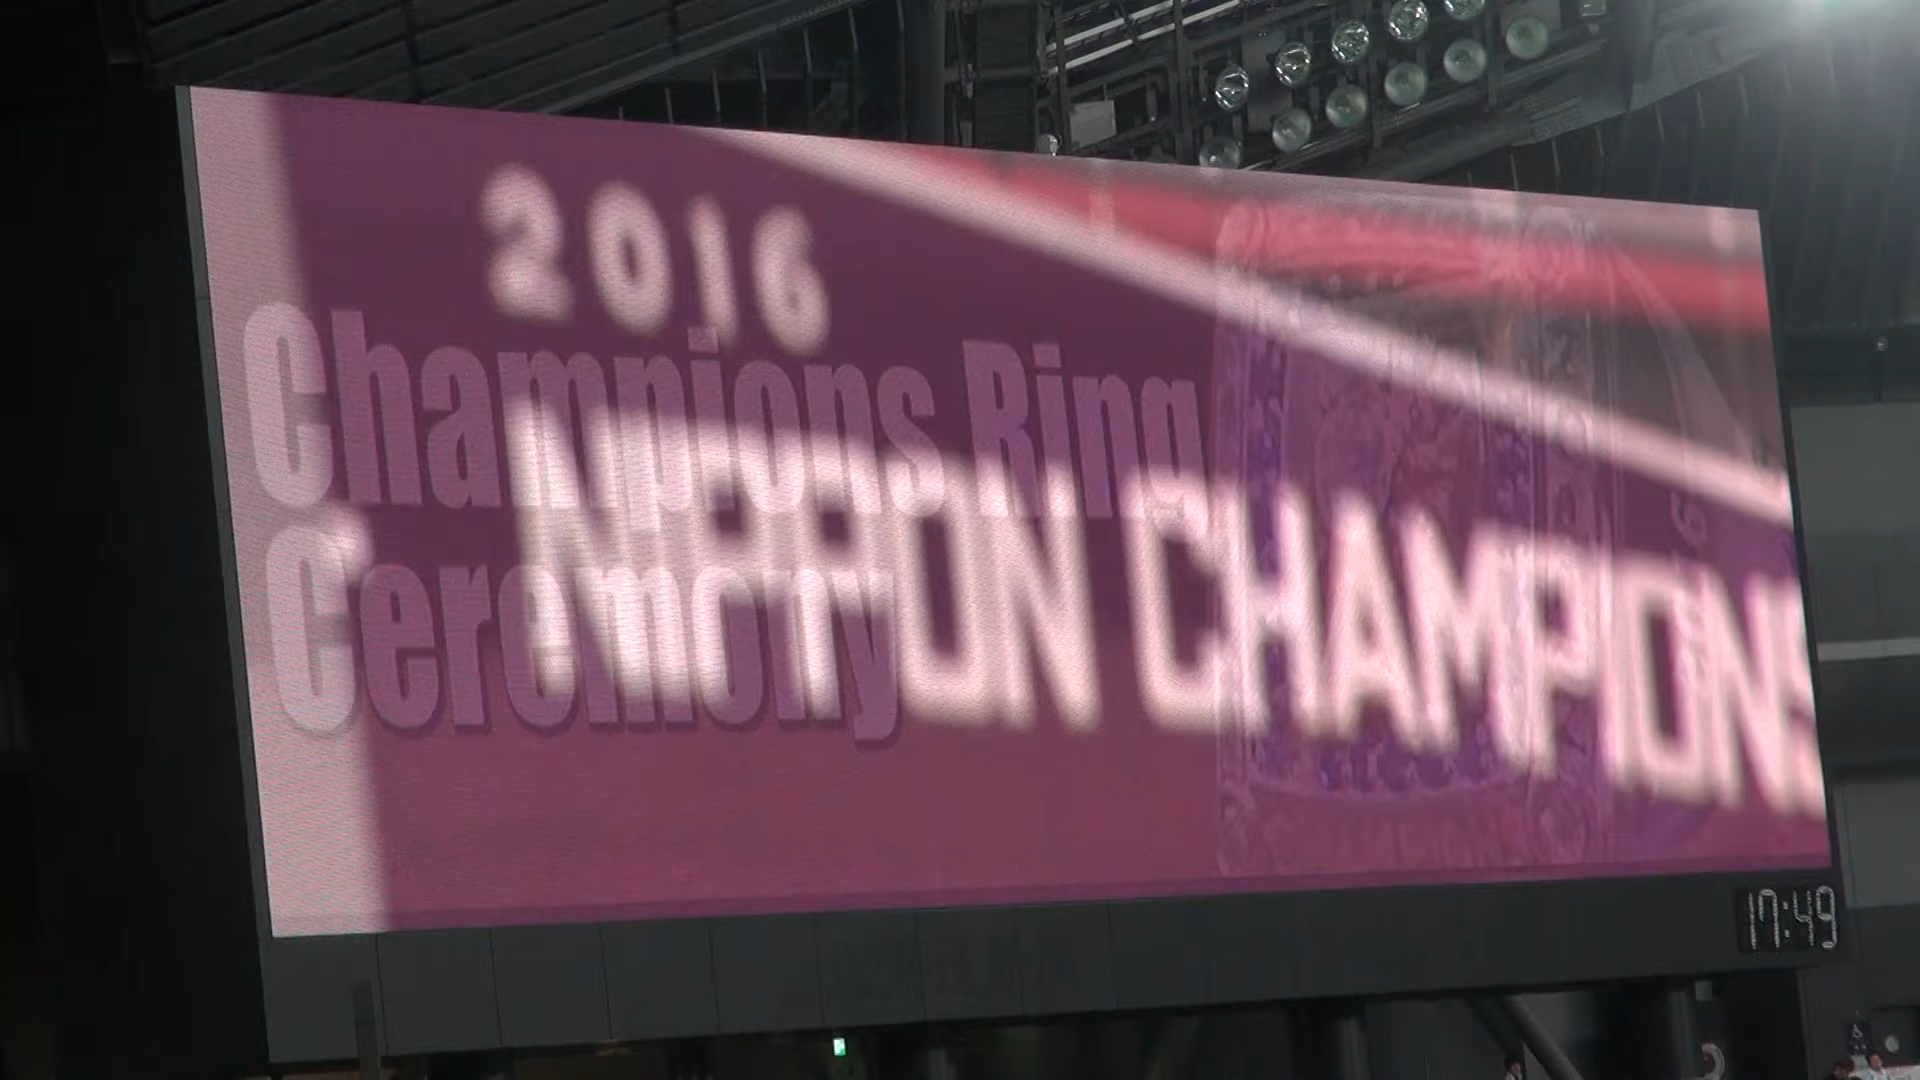 2016
Champions Ring
NIPPON CHAMPIONS
Ceremony
17:49